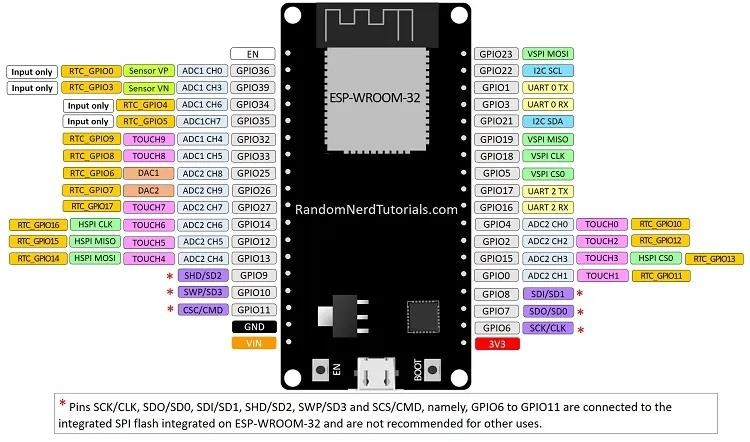 EN GPIO23 VSPI MOSI
Input only RTC_GPIO0 Sensor VP ADC1 CH0 GPIO36 GPIO22 I2C SCL
Input only RTC_GPIO3 Sensor VN ADC1 CH3 GPIO39 GPIO1 UART 0 TX
Input only RTC_GPIO4 ADC1 CH6 GPIO34 ESP-WROOM-32 GPIO3 UART 0 RX
Input only RTC_GPIO5 ADC1CH7 GPIO35 GPIO21 I2C SDA
RTC_GPIO9 TOUCH9 ADC1 CH4 GPIO32 GPIO19 VSPI MISO
RTC_GPIO8 TOUCH8 ADC1 CH5 GPIO33 GPIO18 VSPI CLK
RTC_GPIO6 DAC1 ADC2 CH8 GPIO25 GPIO5 VSPI CS0
RTC_GPIO7 DAC2 ADC2 CH9 GPIO26 GPIO17 UART 2 TX
RTC_GPIO17 TOUCH7 ADC2 CH7 GPIO27 RandomNerdTutorials.com GPIO16 UART 2 RX
RTC_GPIO16 HSPI CLK TOUCH6 ADC2 CH6 GPIO14 GPIO4 ADC2 CH0 TOUCH0 RTC_GPIO10
RTC_GPIO15 HSPI MISO TOUCH5 ADC2 CH5 GPIO12 GPIO2 ADC2 CH2 TOUCH2 RTC_GPIO12
RTC_GPIO14 HSPI MOSI TOUCH4 ADC2 CH4 GPIO13 GPIO15 ADC2 CH3 TOUCH3 HSPI CS0 RTC_GPIO13
* SHD/SD2 GPIO9 GPIO0 ADC2 CH1 TOUCH1 RTC_GPIO11
* SWP/SD3 GPIO10 GPIO8 SDI/SD1 *
* CSC/CMD GPIO11 GPIO7 SDO/SD0 *
GND GPIO6 SCK/CLK *
VIN 3V3
EN BOOT
* Pins SCK/CLK, SDO/SD0, SDI/SD1, SHD/SD2, SWP/SD3 and SCS/CMD, namely, GPIO6 to GPIO11 are connected to the
integrated SPI flash integrated on ESP-WROOM-32 and are not recommended for other uses.